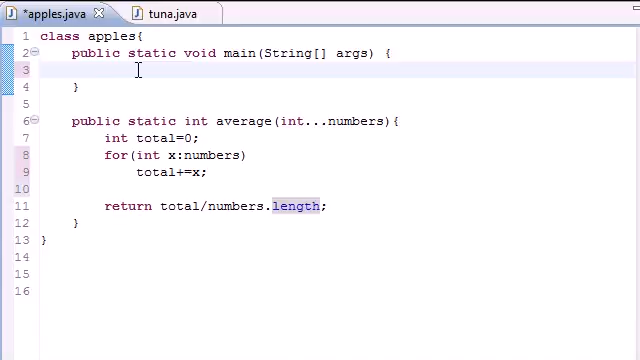 *apples.java tuna.java
1 class apples{
2 public static void main(String[] args) {
3
4 }
5
6 public static int average(int...numbers){
7 int total=0;
8 for(int x:numbers)
9 total+=x;
10
11 return total/numbers.length;
12 }
13 }
14
15
16